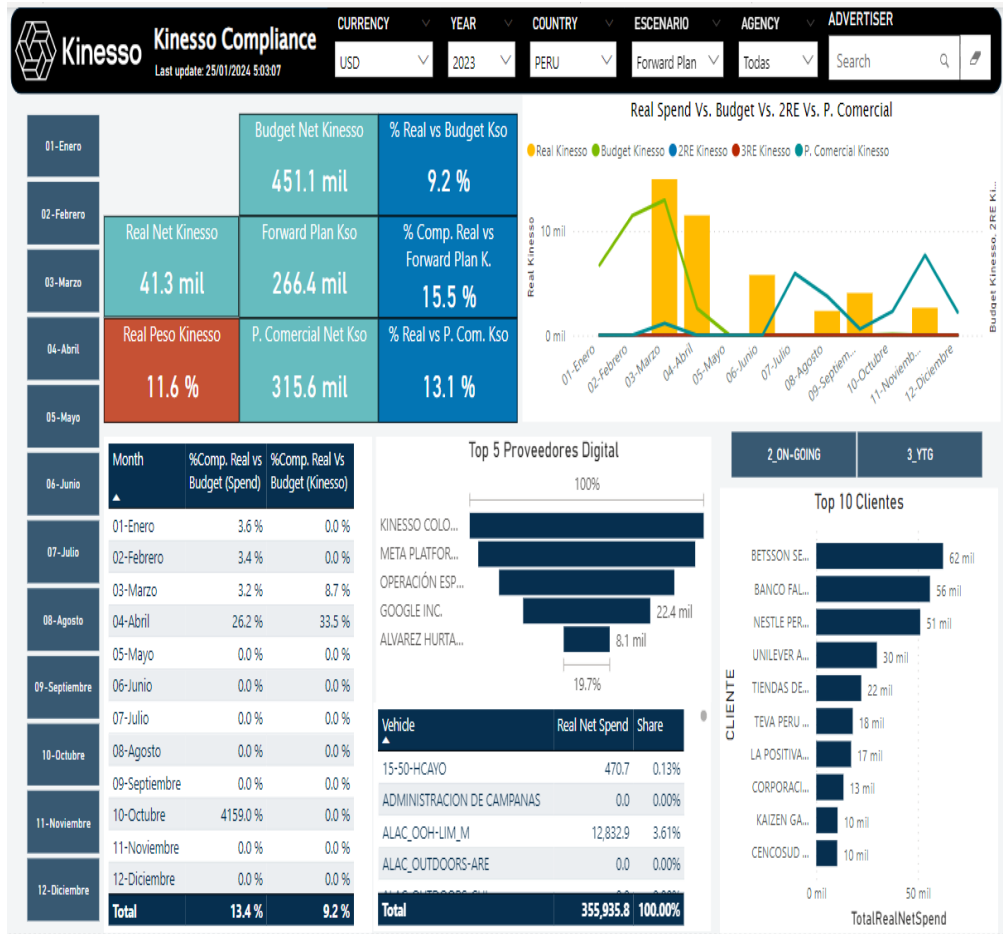 Kinesso
Kinesso Compliance
Last update: 25/01/2024 5:03:07
CURRENCY
USD
YEAR
2023
COUNTRY
PERU
ESCENARIO
Forward Plan
AGENCY
Todas
ADVERTISER
Search
01-Enero
02-Febrero
03-Marzo
04-Abril
05-Mayo
06-Junio
07-Julio
08-Agosto
09-Septiembre
10-Octubre
11-Noviembre
12-Diciembre
Budget Net Kinesso
451.1 mil
% Real vs Budget Kso
9.2 %
Real Net Kinesso
41.3 mil
Forward Plan Kso
266.4 mil
% Comp. Real vs
Forward Plan K.
15.5 %
Real Peso Kinesso
11.6 %
P. Comercial Net Kso
315.6 mil
% Real vs P. Com. Kso
13.1 %
Real Spend Vs. Budget Vs. 2RE Vs. P. Comercial
Real Kinesso Budget Kinesso 2RE Kinesso 3RE Kinesso P. Comercial Kinesso
Real Kinesso
10 mil
0 mil
Budget Kinesso, 2RE Ki...
01-Enero
02-Febrero
03-Marzo
04-Abril
05-Mayo
06-Junio
07-Julio
08-Agosto
09-Septiem...
10-Octubre
11-Noviemb...
12-Diciembre
Month %Comp. Real vs Budget (Spend) %Comp. Real Vs Budget (Kinesso)
01-Enero 3.6 % 0.0 %
02-Febrero 3.4 % 0.0 %
03-Marzo 3.2 % 8.7 %
04-Abril 26.2 % 33.5 %
05-Mayo 0.0 % 0.0 %
06-Junio 0.0 % 0.0 %
07-Julio 0.0 % 0.0 %
08-Agosto 0.0 % 0.0 %
09-Septiembre 0.0 % 0.0 %
10-Octubre 4159.0 % 0.0 %
11-Noviembre 0.0 % 0.0 %
12-Diciembre 0.0 % 0.0 %
Total 13.4 % 9.2 %
Top 5 Proveedores Digital
100%
KINESSO COLO...
META PLATFOR...
OPERACIÓN ESP...
GOOGLE INC. 22.4 mil
ALVAREZ HURTA... 8.1 mil
19.7%
Vehicle Real Net Spend Share
15-50-HCAYO 470.7 0.13%
ADMINISTRACION DE CAMPANAS 0.0 0.00%
ALAC_OOH-LIM_M 12,832.9 3.61%
ALAC_OUTDOORS-ARE 0.0 0.00%
Total 355,935.8 100.00%
2_ON-GOING
3_YTG
Top 10 Clientes
CLIENTE
BETSSON SE... 62 mil
BANCO FAL... 56 mil
NESTLE PER... 51 mil
UNILEVER A... 30 mil
TIENDAS DE... 22 mil
TEVA PERU ... 18 mil
LA POSITIVA... 17 mil
CORPORACI... 13 mil
KAIZEN GA... 10 mil
CENCOSUD ... 10 mil
0 mil 50 mil
TotalRealNetSpend